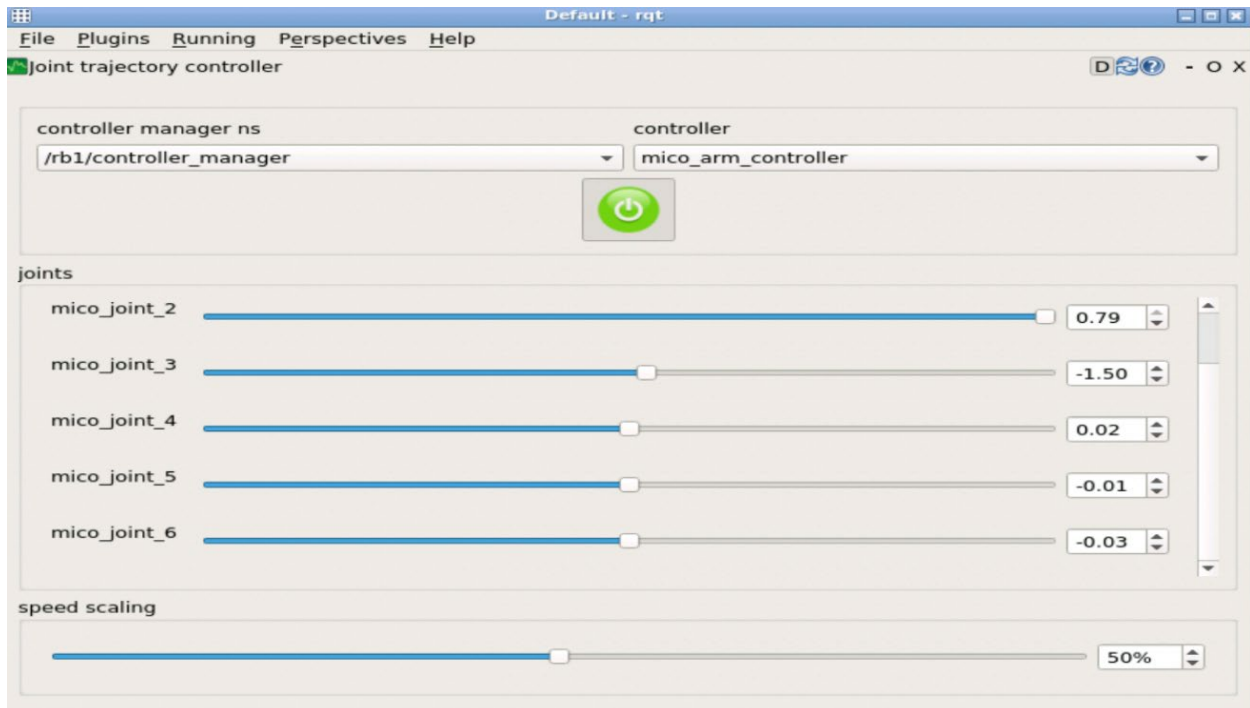 Default - rqt
File Plugins Running Perspectives Help
Joint trajectory controller D ? - O X
controller manager ns controller
/rb1/controller_manager mico_arm_controller
joints
mico_joint_2 0.79
mico_joint_3 -1.50
mico_joint_4 0.02
mico_joint_5 -0.01
mico_joint_6 -0.03
speed scaling
50%